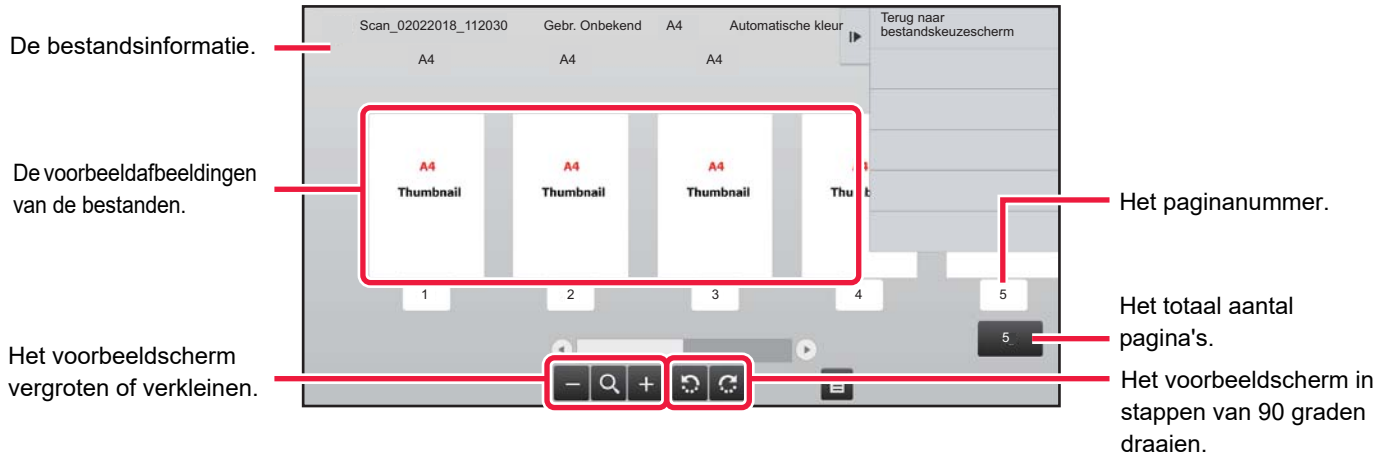 De bestandsinformatie.
Scan_02022018_112030 Gebr. Onbekend A4 Automatische kleur
Terug naar
bestandskeuzescherm
A4 A4 A4
De voorbeeldafbeeldingen
van de bestanden.
A4 A4 A4
Thumbnail Thumbnail Thumbnail
Het paginanummer.
1 2 3 4 5
Het totaal aantal
pagina's.
5
Het voorbeeldscherm
vergroten of verkleinen.
Het voorbeeldscherm in
stappen van 90 graden
draaien.